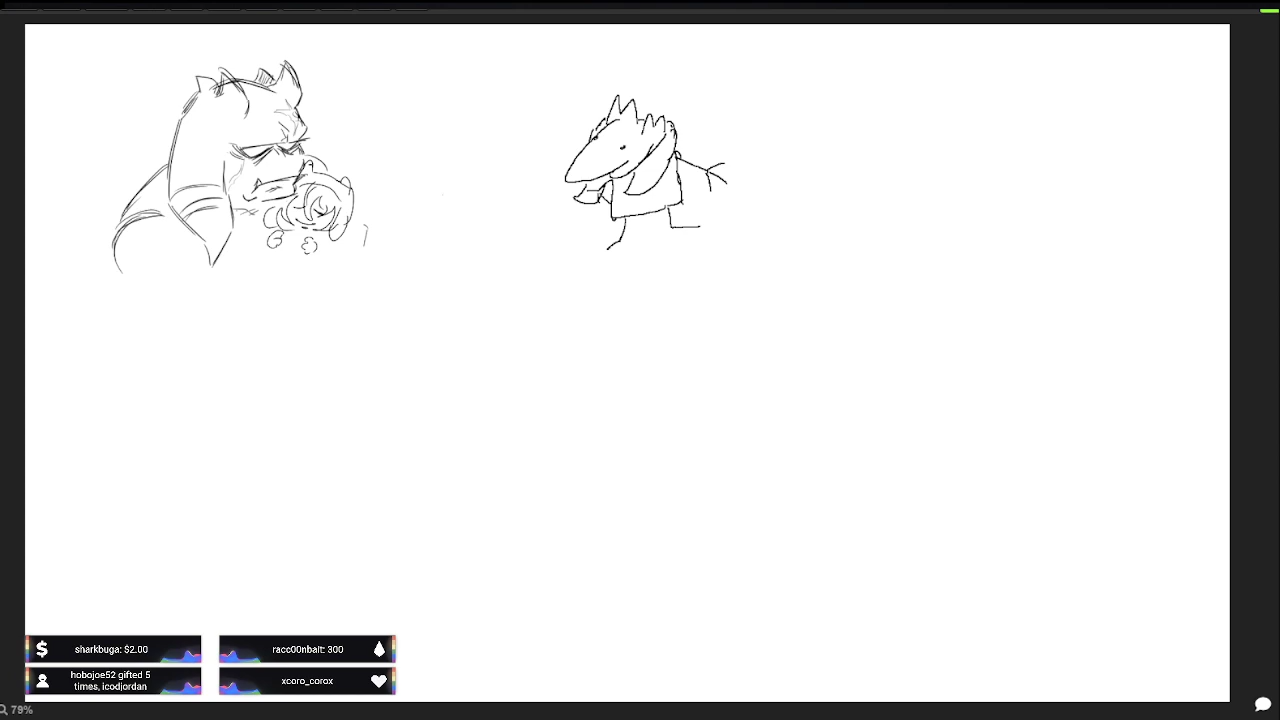 sharkbuga: $2.00
racc00nbait: 300
hobojoe52 gifted 5
times, icodjordan
xcoro_corox
79%